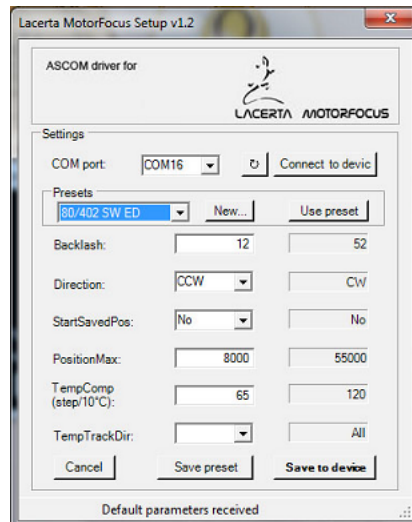 Lacerta MotorFocus Setup v1.2
ASCOM driver for
LACERTA MOTORFOCUS
Settings
COM port: COM16 Connect to devic
Presets
80/402 SW ED New... Use preset
Backlash: 12 52
Direction: CCW CW
StartSavedPos: No No
PositionMax: 8000 55000
TempComp
(step/10°C): 65 120
TempTrackDir: All
Cancel Save preset Save to device
Default parameters received